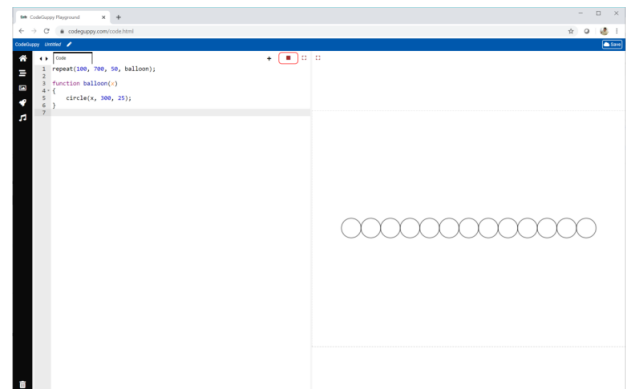 CodeGuppy Playground
codeguppy.com/code.html
CodeGuppy Untitled
Save
Code
1 repeat(100, 700, 50, balloon);
2
3 function balloon(x)
4 {
5 circle(x, 300, 25);
6 }
7